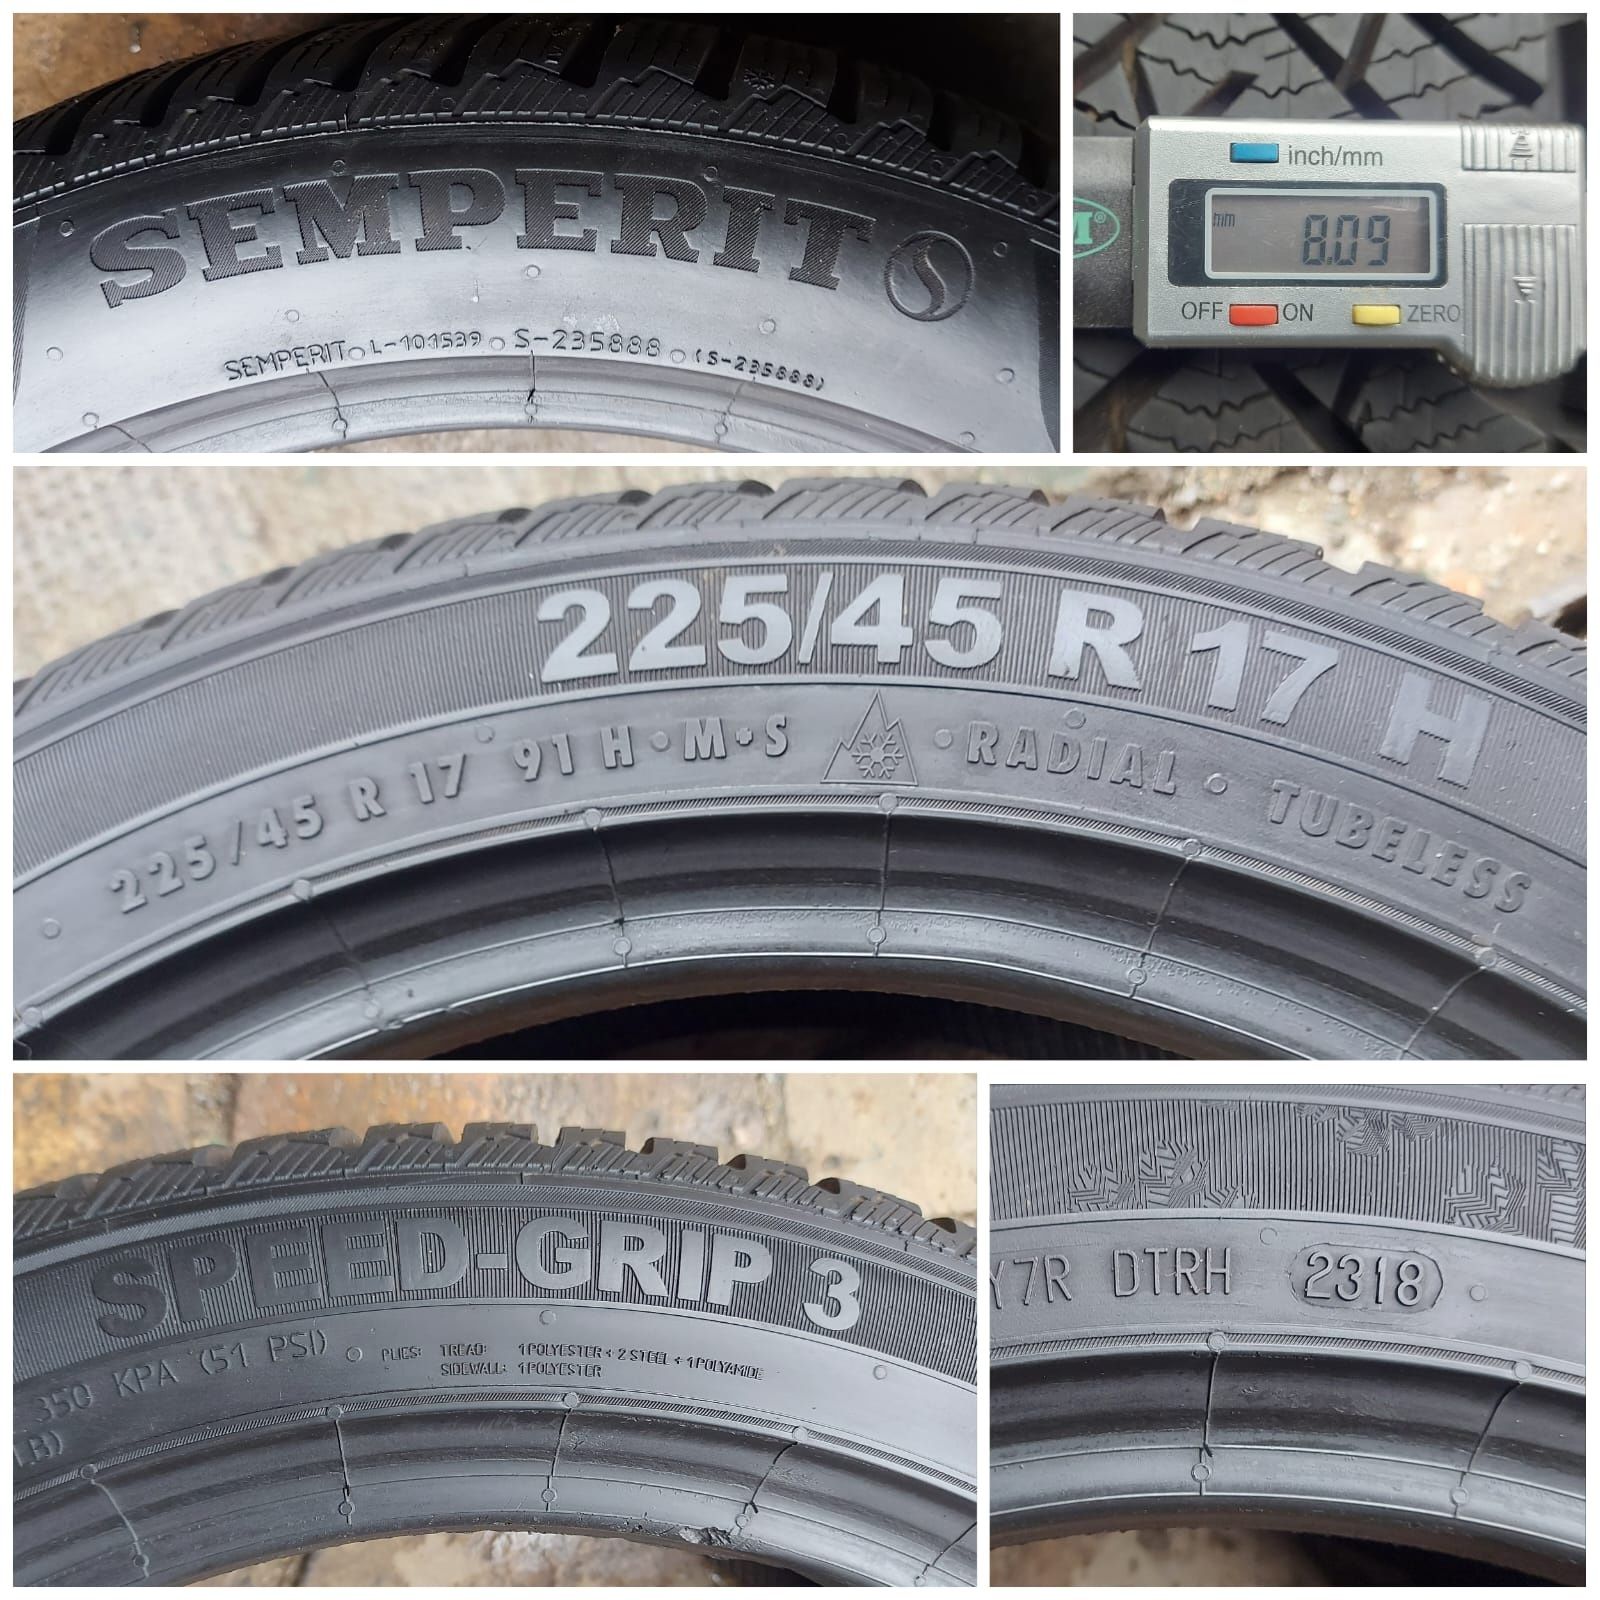 SEMPERIT
SEMPERIT L-101539 S-235888 (S-235888)
inch/mm
mm 8.09
OFF ON ZERO
225/45 R 17 H
225/45 R 17 91 H M+S RADIAL TUBELESS
SPEED-GRIP 3
350 KPA (51 PSI) PLIES: TREAD: 1 POLYESTER + 2 STEEL + 1 POLYAMIDE
SIDEWALL: 1 POLYESTER
Y7R DTRH 2318